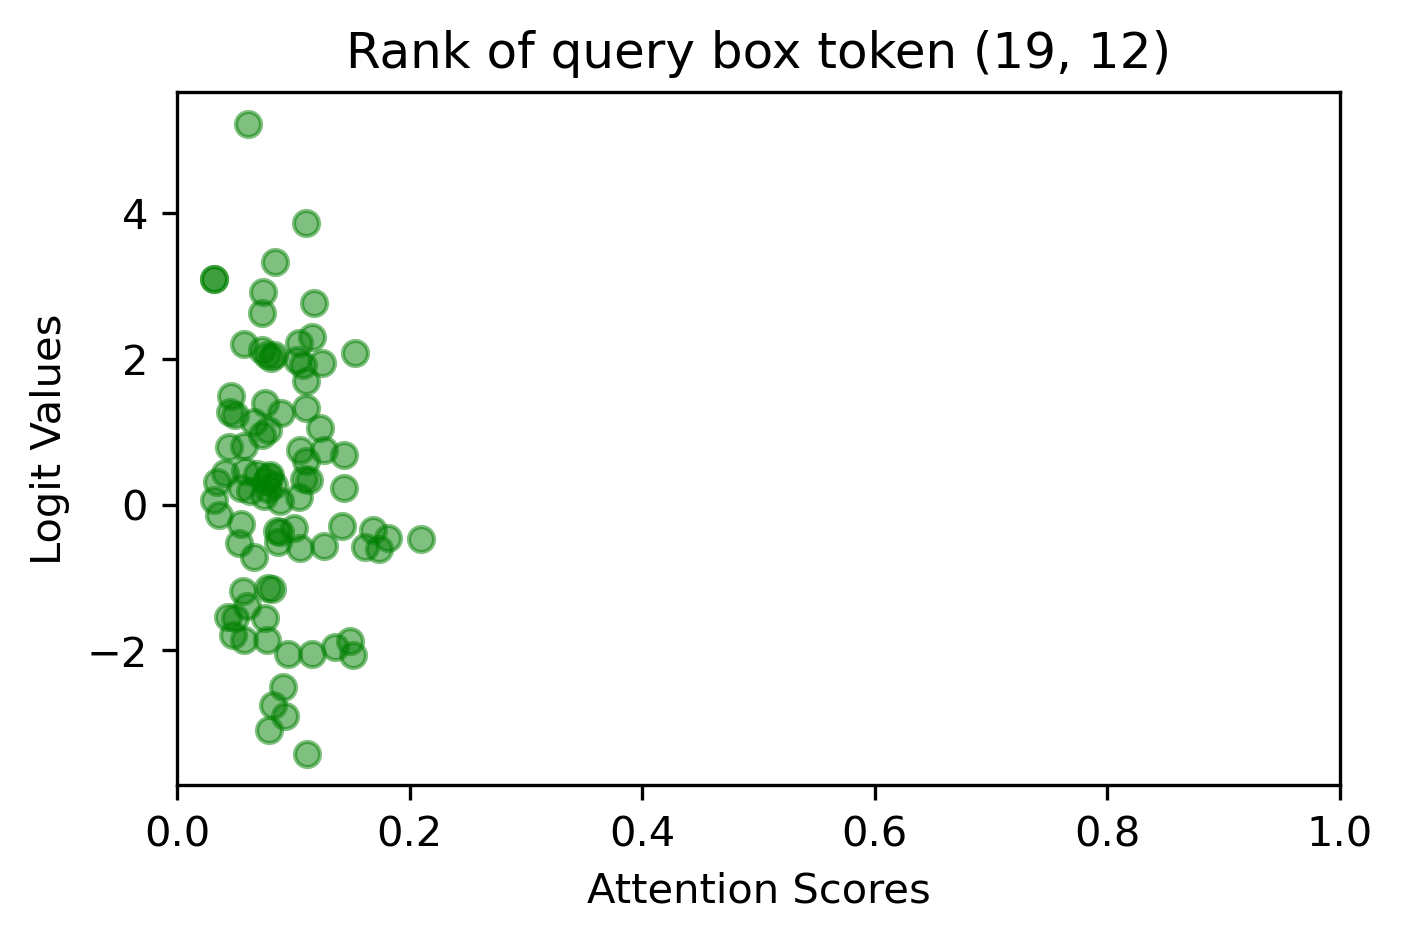 Rank of query box token (19, 12)
Logit Values
4
2
0
−2
0.0 0.2 0.4 0.6 0.8 1.0
Attention Scores